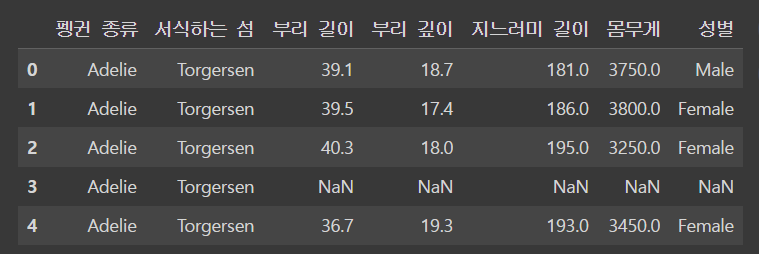 펭귄 종류 서식하는 섬 부리 길이 부리 깊이 지느러미 길이 몸무게 성별
0 Adelie Torgersen 39.1 18.7 181.0 3750.0 Male
1 Adelie Torgersen 39.5 17.4 186.0 3800.0 Female
2 Adelie Torgersen 40.3 18.0 195.0 3250.0 Female
3 Adelie Torgersen NaN NaN NaN NaN NaN
4 Adelie Torgersen 36.7 19.3 193.0 3450.0 Female